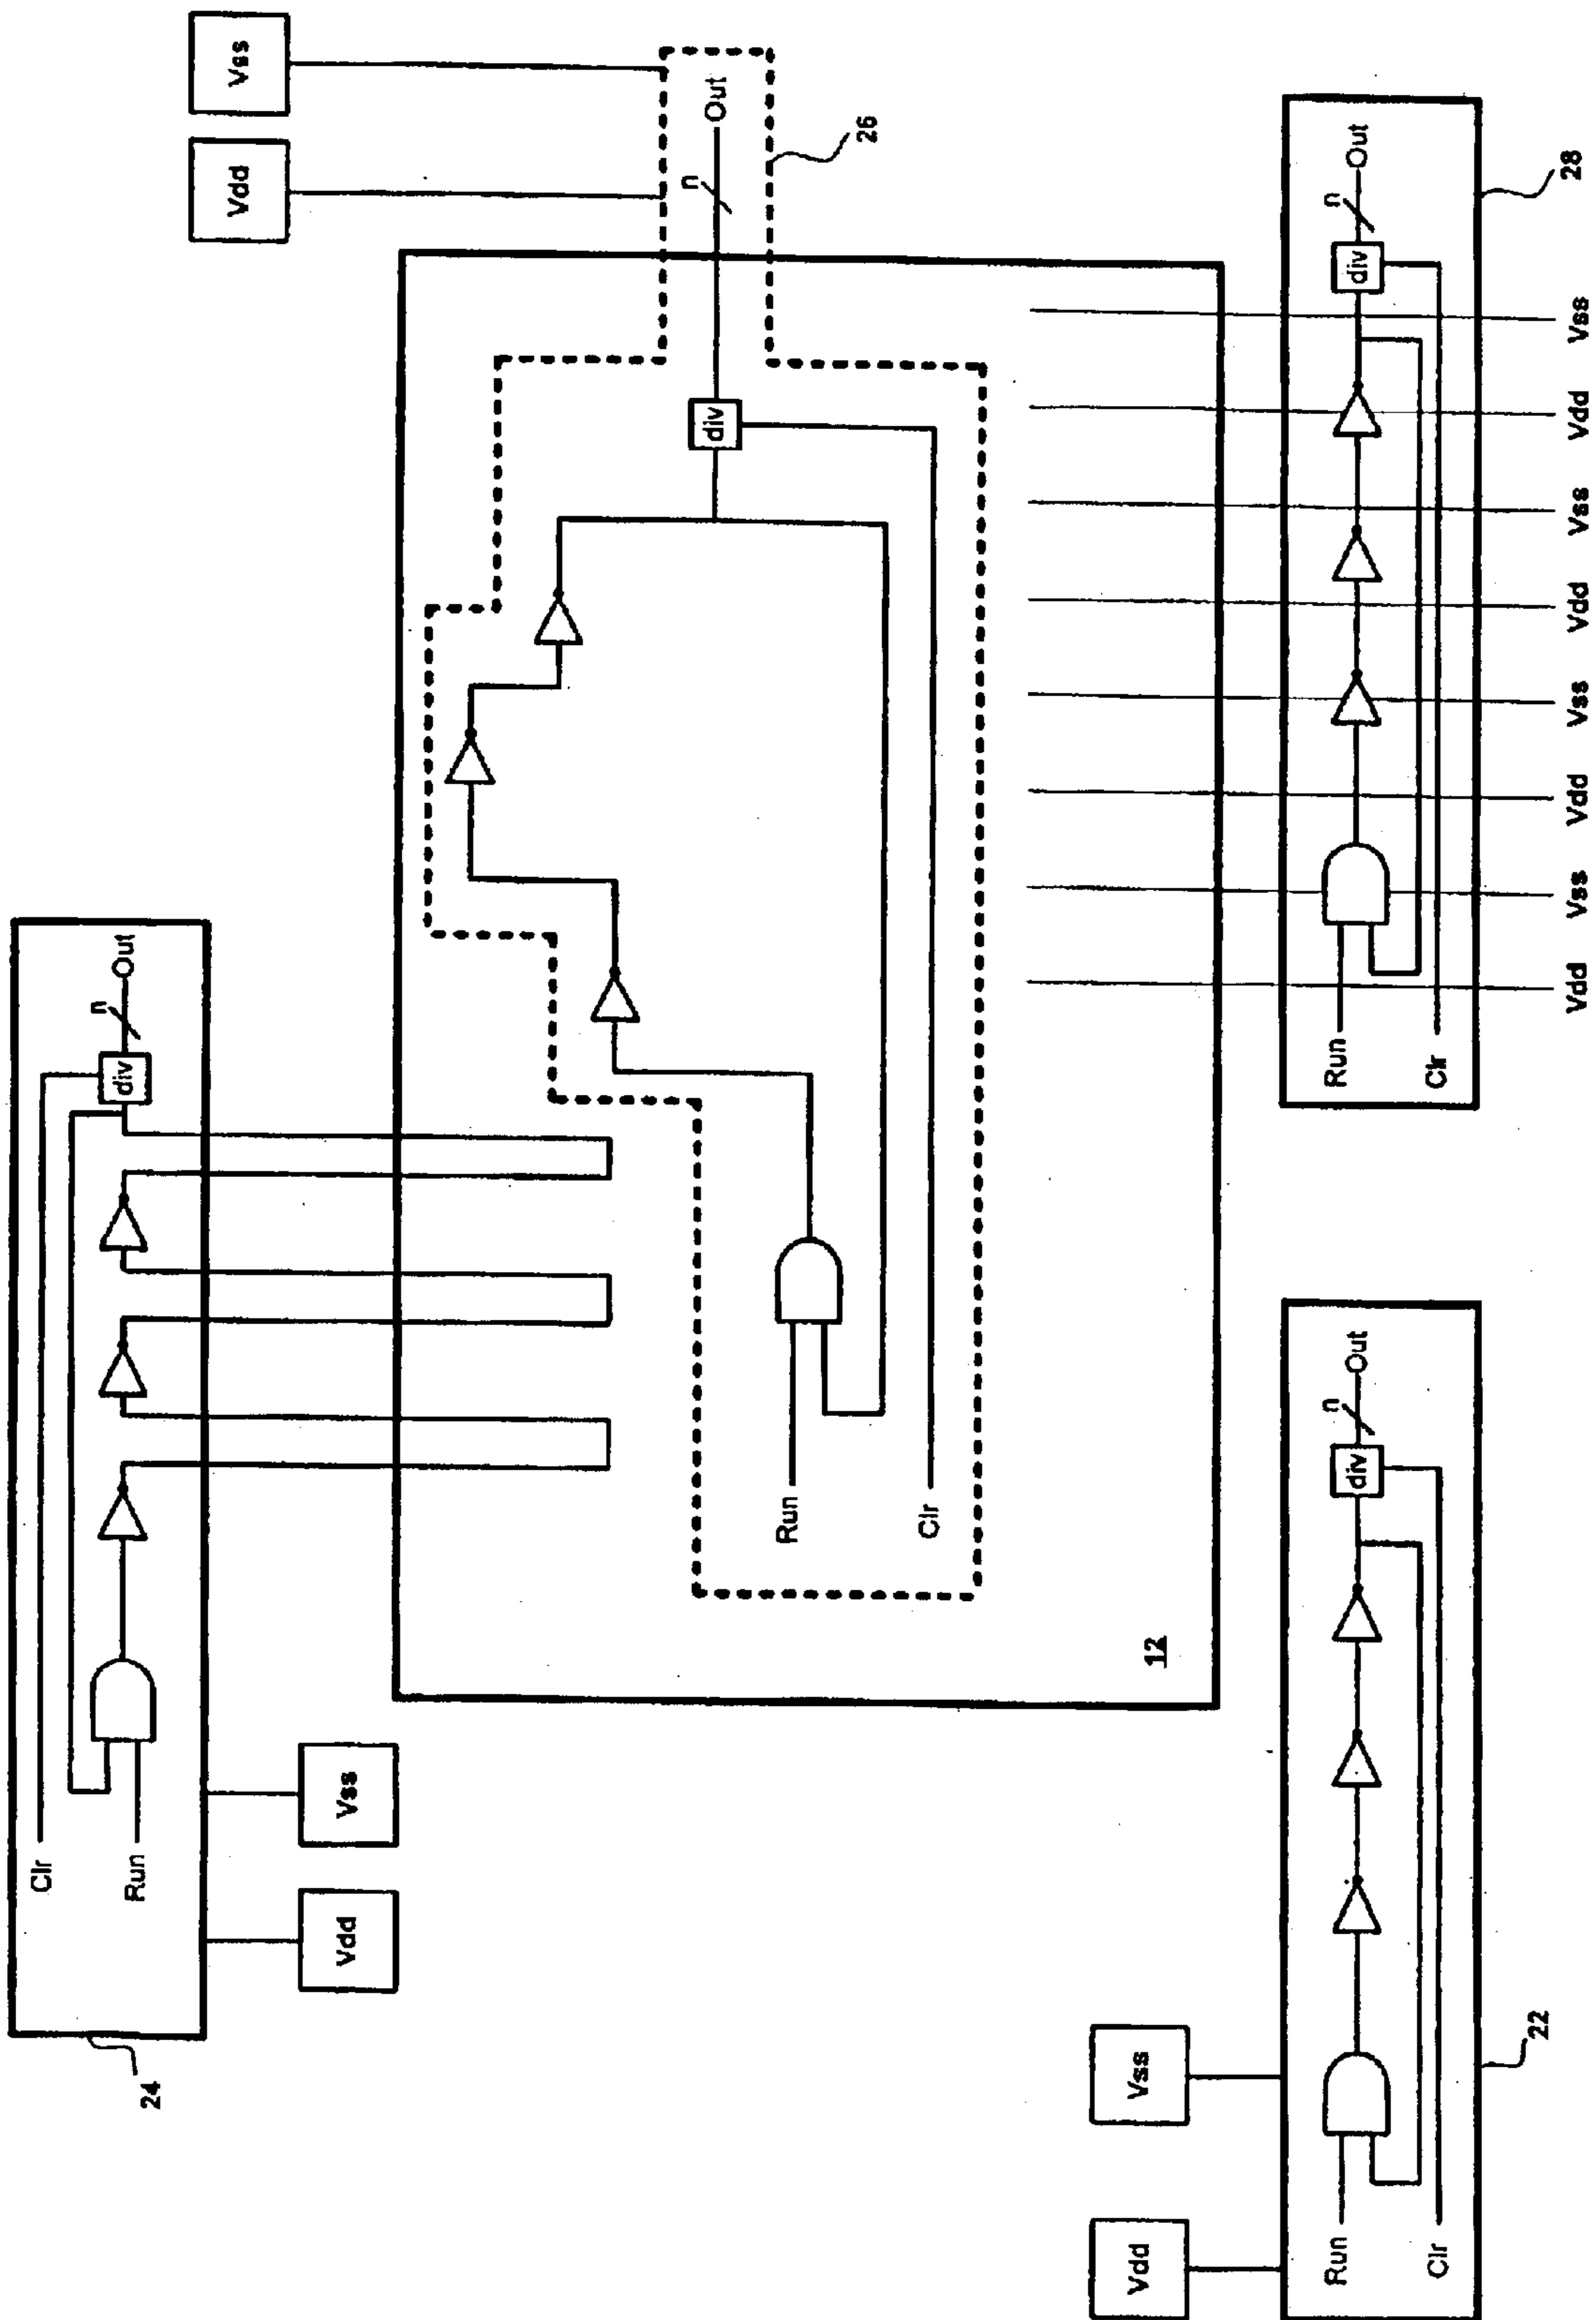 Vss
Vdd
Out
n
26
div
Run
Clr
12
24
Clr
Run
div
n
Out
Vdd
Vss
22
Run
Clr
div
n
Out
Vdd
Vss
28
Run
Clr
div
n
Out
Vdd
Vss
Vdd
Vss
Vdd
Vss
Vdd
Vss